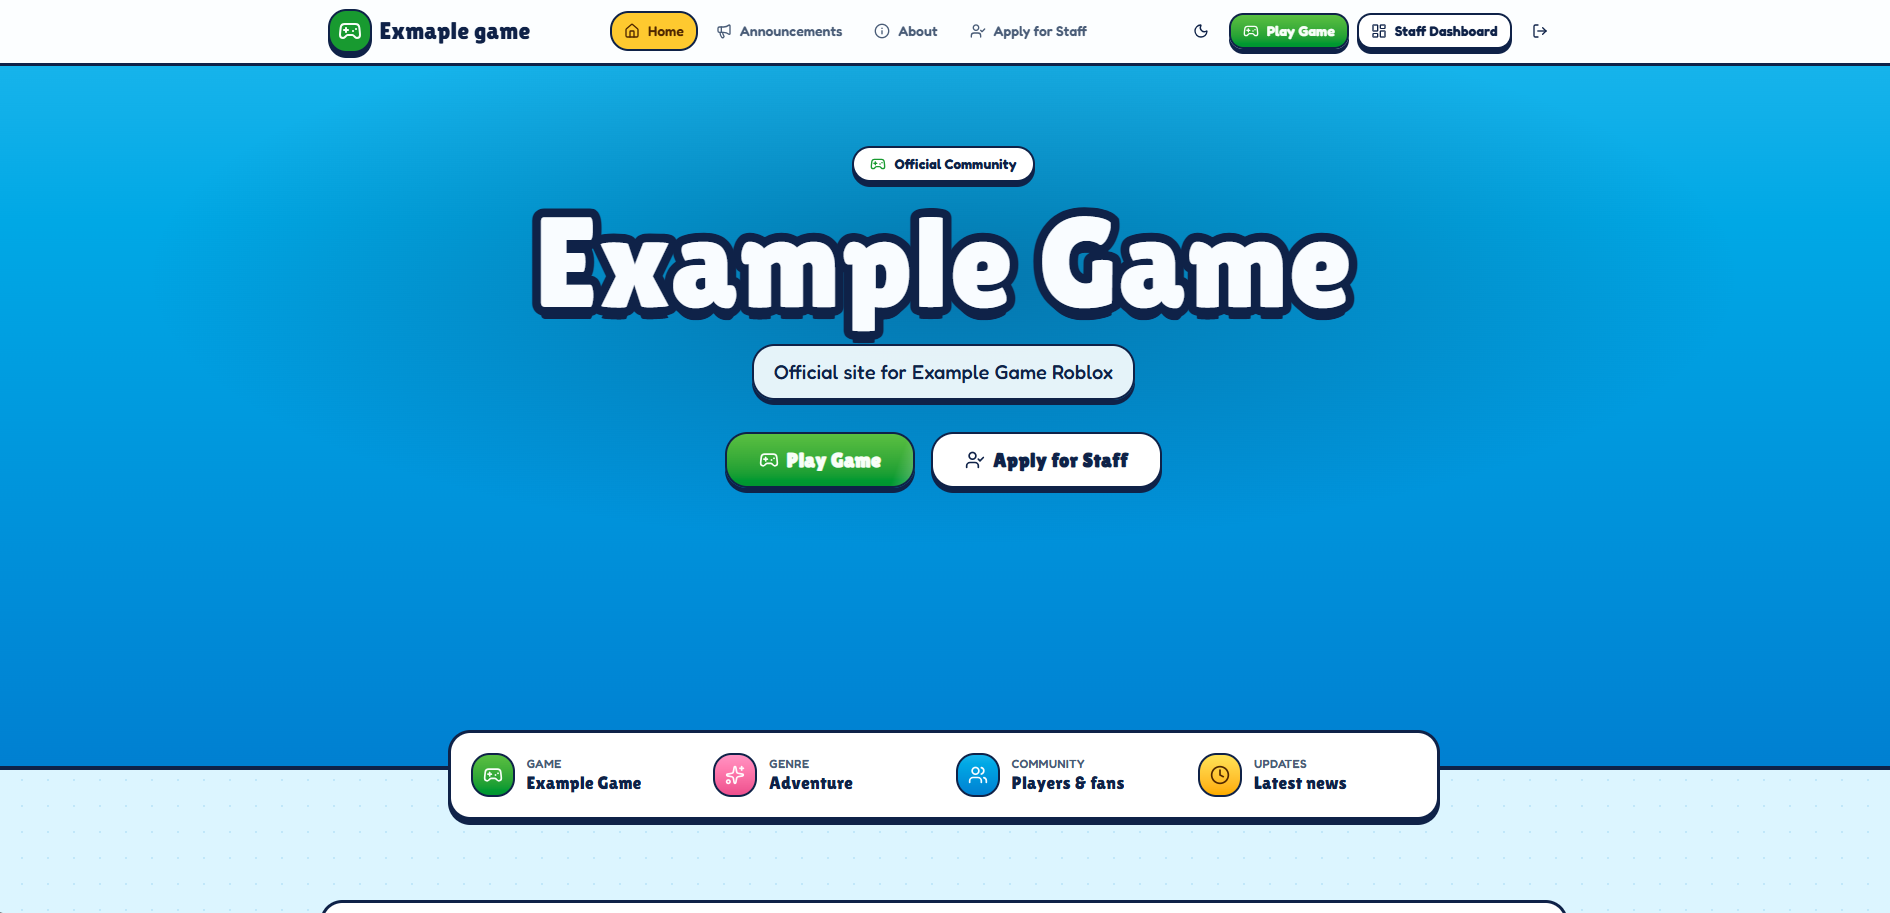 Exmaple game
Home
Announcements
About
Apply for Staff
Play Game
Staff Dashboard
Official Community
Example Game
Official site for Example Game Roblox
Play Game
Apply for Staff
GAME
Example Game
GENRE
Adventure
COMMUNITY
Players & fans
UPDATES
Latest news